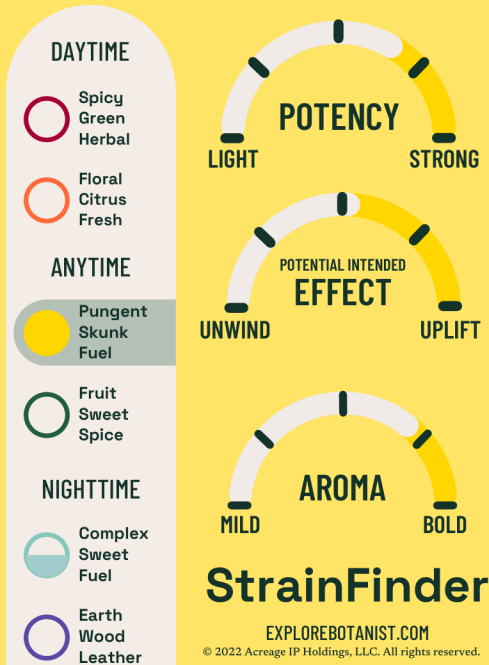 DAYTIME
Spicy
Green
Herbal
Floral
Citrus
Fresh
ANYTIME
Pungent
Skunk
Fuel
Fruit
Sweet
Spice
NIGHTTIME
Complex
Sweet
Fuel
Earth
Wood
Leather
POTENCY
LIGHT STRONG
POTENTIAL INTENDED
EFFECT
UNWIND UPLIFT
AROMA
MILD BOLD
StrainFinder
EXPLOREBOTANIST.COM
© 2022 Acreage IP Holdings, LLC. All rights reserved.